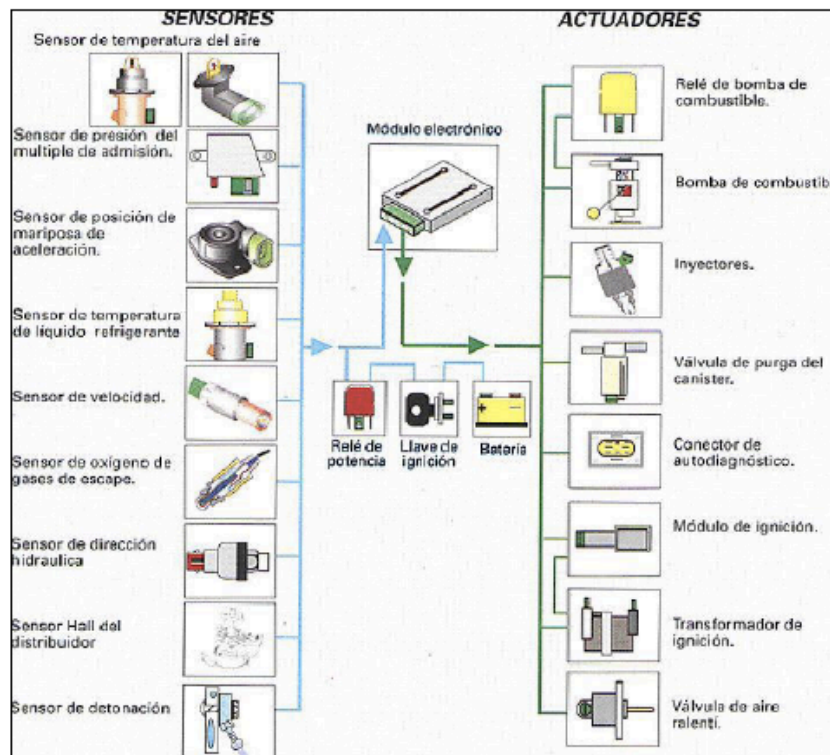 SENSORES
Sensor de temperatura del aire
Sensor de presión del
multiple de admisión.
Sensor de posición de
mariposa de
aceleración.
Sensor de temperatura
de líquido refrigerante
Sensor de velocidad.
Sensor de oxígeno de
gases de escape.
Sensor de dirección
hidraulica
Sensor Hall del
distribuidor
Sensor de detonación
Módulo electrónico
Relé de
potencia
Llave de
ignición
Batería
ACTUADORES
Relé de bomba de
combustible.
Bomba de combustib
Inyectores.
Válvula de purga del
canister.
Conector de
autodiagnóstico.
Módulo de ignición.
Transformador de
ignición.
Válvula de aire
ralentí.